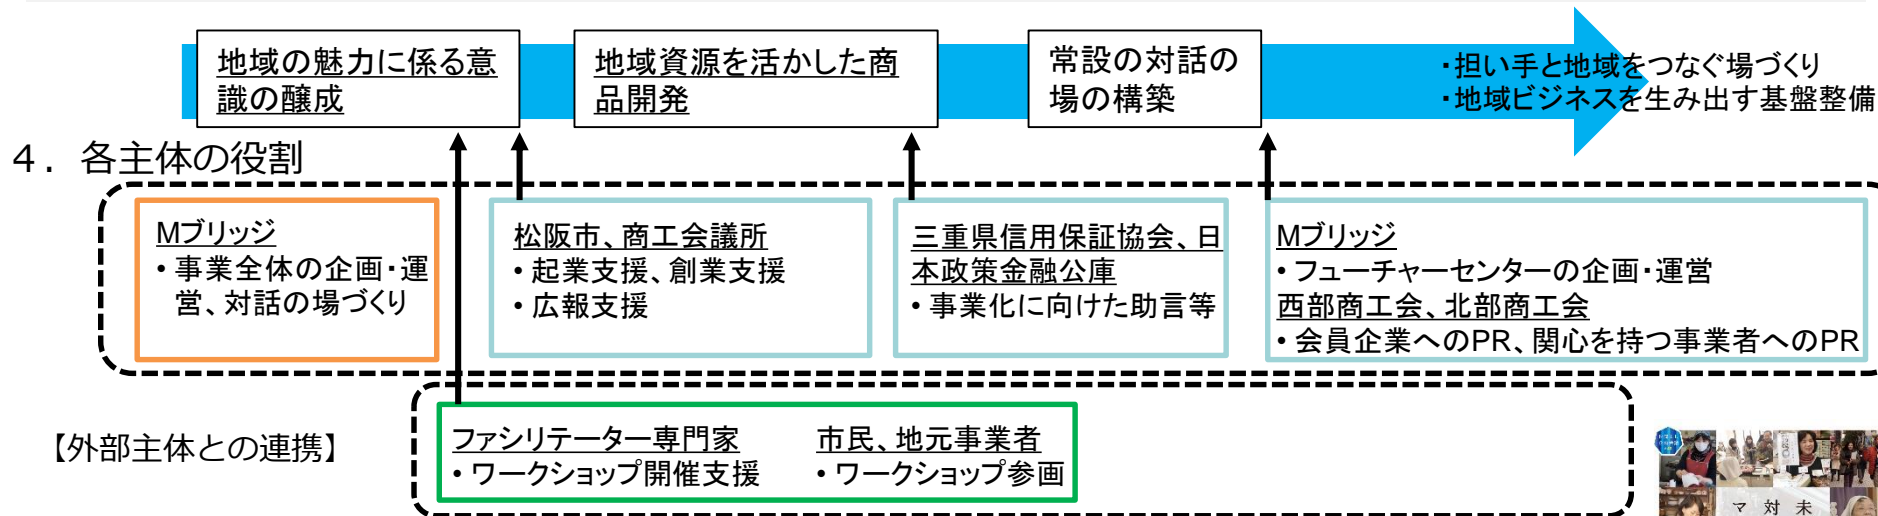 地域の魅力に係る意
識の醸成
地域資源を活かした商
品開発
常設の対話の
場の構築
・担い手と地域をつなぐ場づくり
・地域ビジネスを生み出す基盤整備
４．各主体の役割
Mブリッジ
• 事業全体の企画・運
営、対話の場づくり
松阪市、商工会議所
• 起業支援、創業支援
• 広報支援
三重県信用保証協会、日
本政策金融公庫
• 事業化に向けた助言等
Mブリッジ
• フューチャーセンターの企画・運営
西部商工会、北部商工会
• 会員企業へのPR、関心を持つ事業者へのPR
【外部主体との連携】
ファシリテーター専門家
• ワークショップ開催支援
市民、地元事業者
• ワークショップ参画
マ 対 未